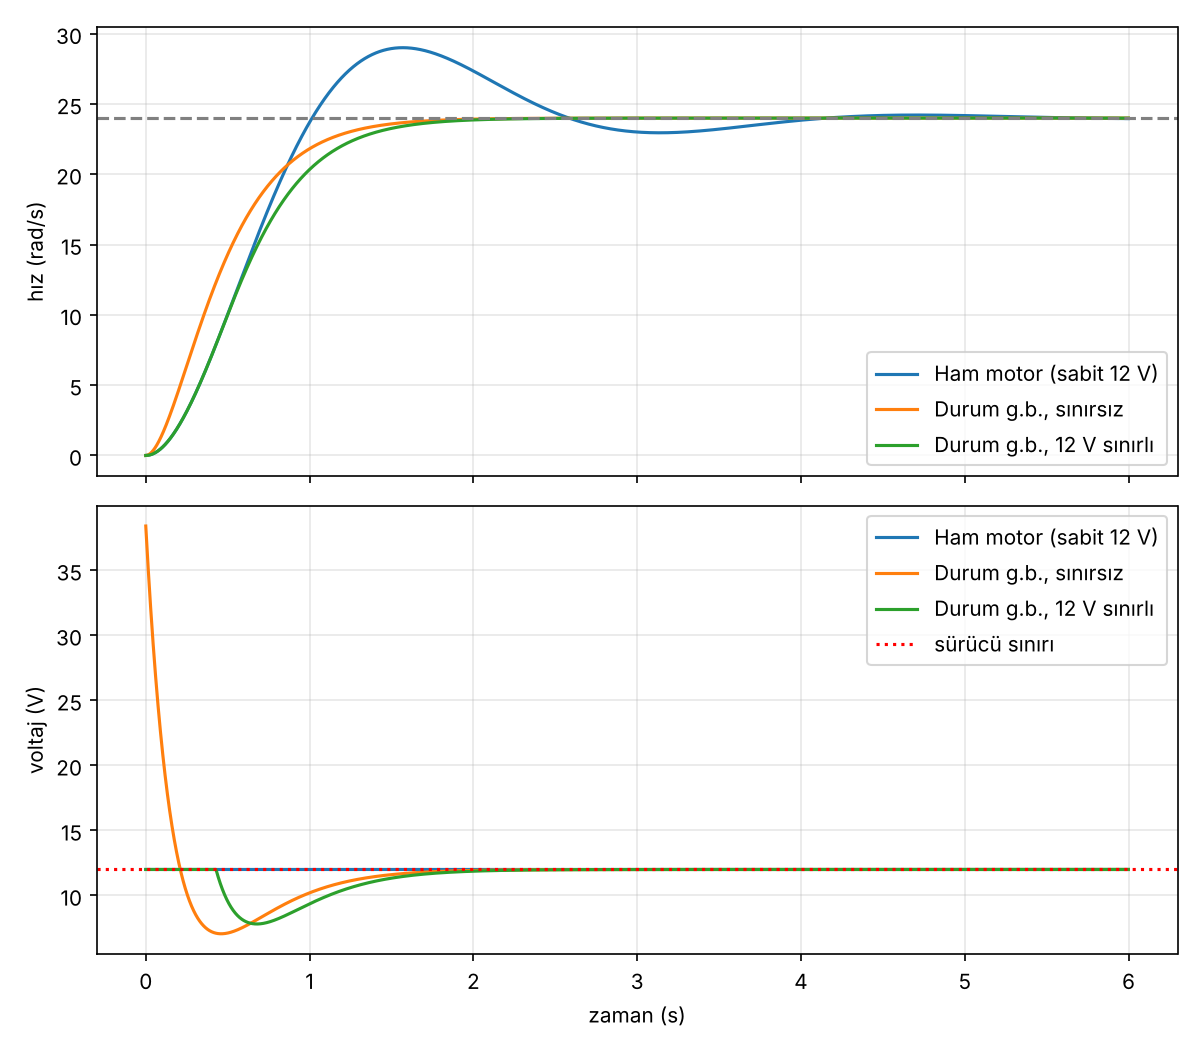 30
25
20
15
10
5
0
hız (rad/s)
Ham motor (sabit 12 V)
Durum g.b., sınırsız
Durum g.b., 12 V sınırlı
35
30
25
20
15
10
voltaj (V)
Ham motor (sabit 12 V)
Durum g.b., sınırsız
Durum g.b., 12 V sınırlı
sürücü sınırı
0 1 2 3 4 5 6
zaman (s)